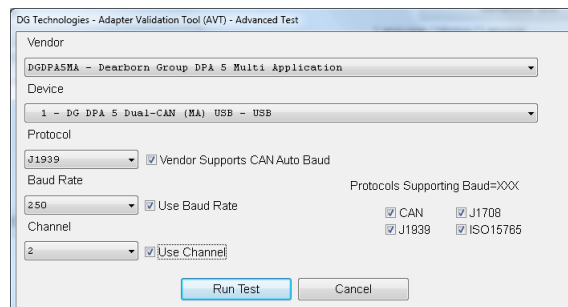 DG Technologies - Adapter Validation Tool (AVT) - Advanced Test
Vendor
DGDPA5MA - Dearborn Group DPA 5 Multi Application
Device
1 - DG DPA 5 Dual-CAN (MA) USB - USB
Protocol
J1939
Vendor Supports CAN Auto Baud
Baud Rate
Protocols Supporting Baud=XXX
250
Use Baud Rate
CAN
J1708
Channel
J1939
ISO15765
2
Use Channel
Run Test
Cancel